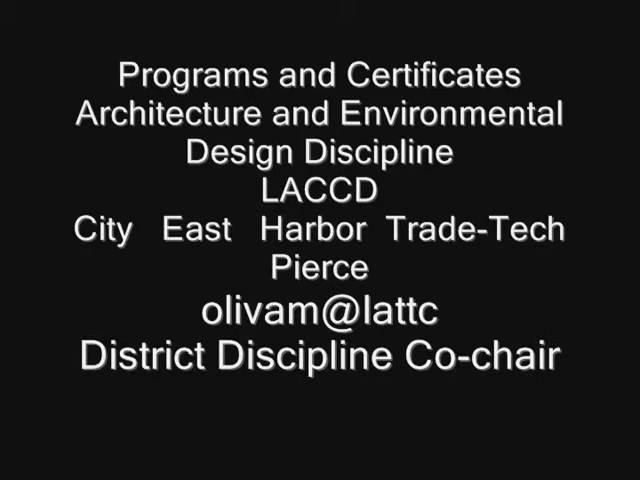 Programs and Certificates
Architecture and Environmental
Design Discipline
LACCD
City East Harbor Trade-Tech
Pierce
olivam@lattc
District Discipline Co-chair